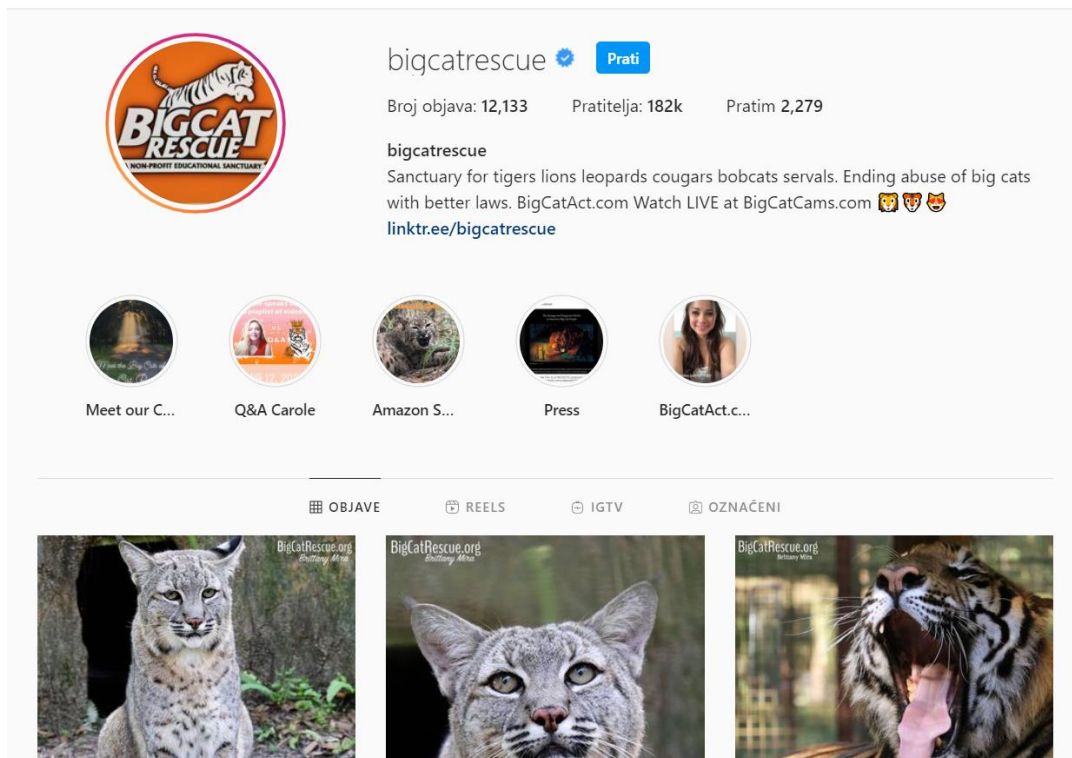 BIGCAT
RESCUE
A NON-PROFIT EDUCATIONAL SANCTUARY
bigcatrescue
Prati
Broj objava: 12,133 Pratitelja: 182k Pratim 2,279
bigcatrescue
Sanctuary for tigers lions leopards cougars bobcats servals. Ending abuse of big cats
with better laws. BigCatAct.com Watch LIVE at BigCatCams.com 🦁 🐯 😻
linktr.ee/bigcatrescue
Q&A
Meet our C... Q&A Carole Amazon S... Press BigCatAct.c...
OBJAVE REELS IGTV OZNAČENI
BigCatRescue.org
Brittany Mira
BigCatRescue.org
Brittany Mira
BigCatRescue.org
Brittany Mira